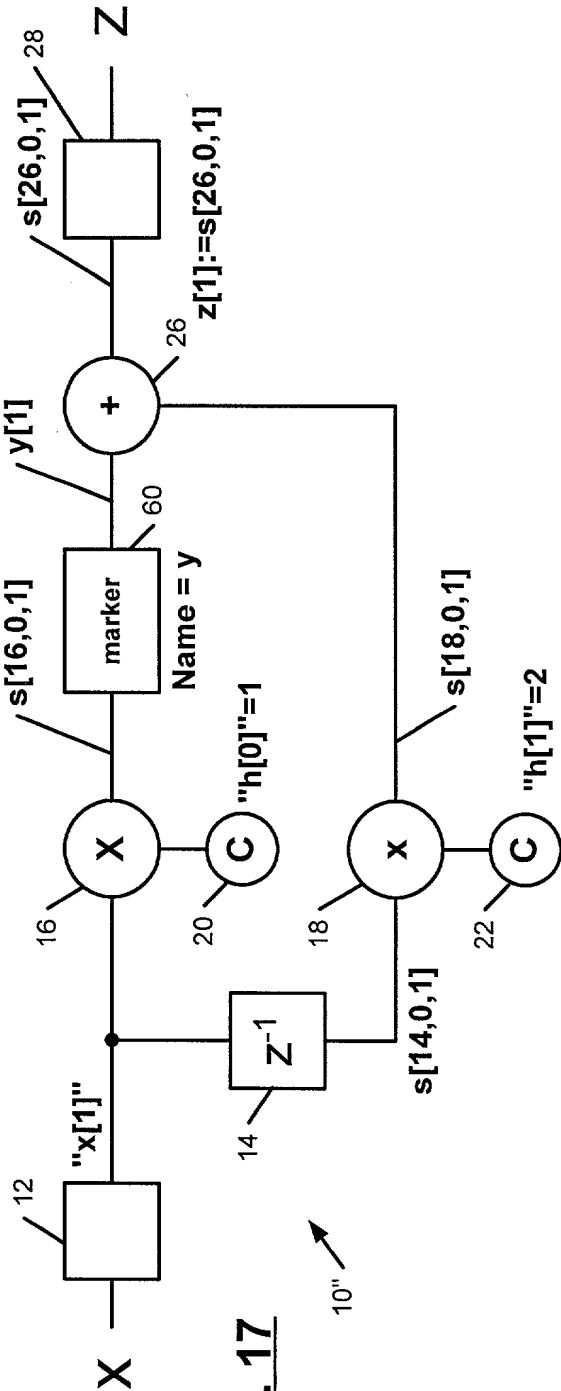 X
12
"x[1]"
16
X
s[16,0,1]
marker
60
Name = y
y[1]
+
26
s[26,0,1]
28
Z
z[1]:=s[26,0,1]
20
C
"h[0]"=1
14
Z-1
s[14,0,1]
18
x
s[18,0,1]
22
C
"h[1]"=2
10"
. 17